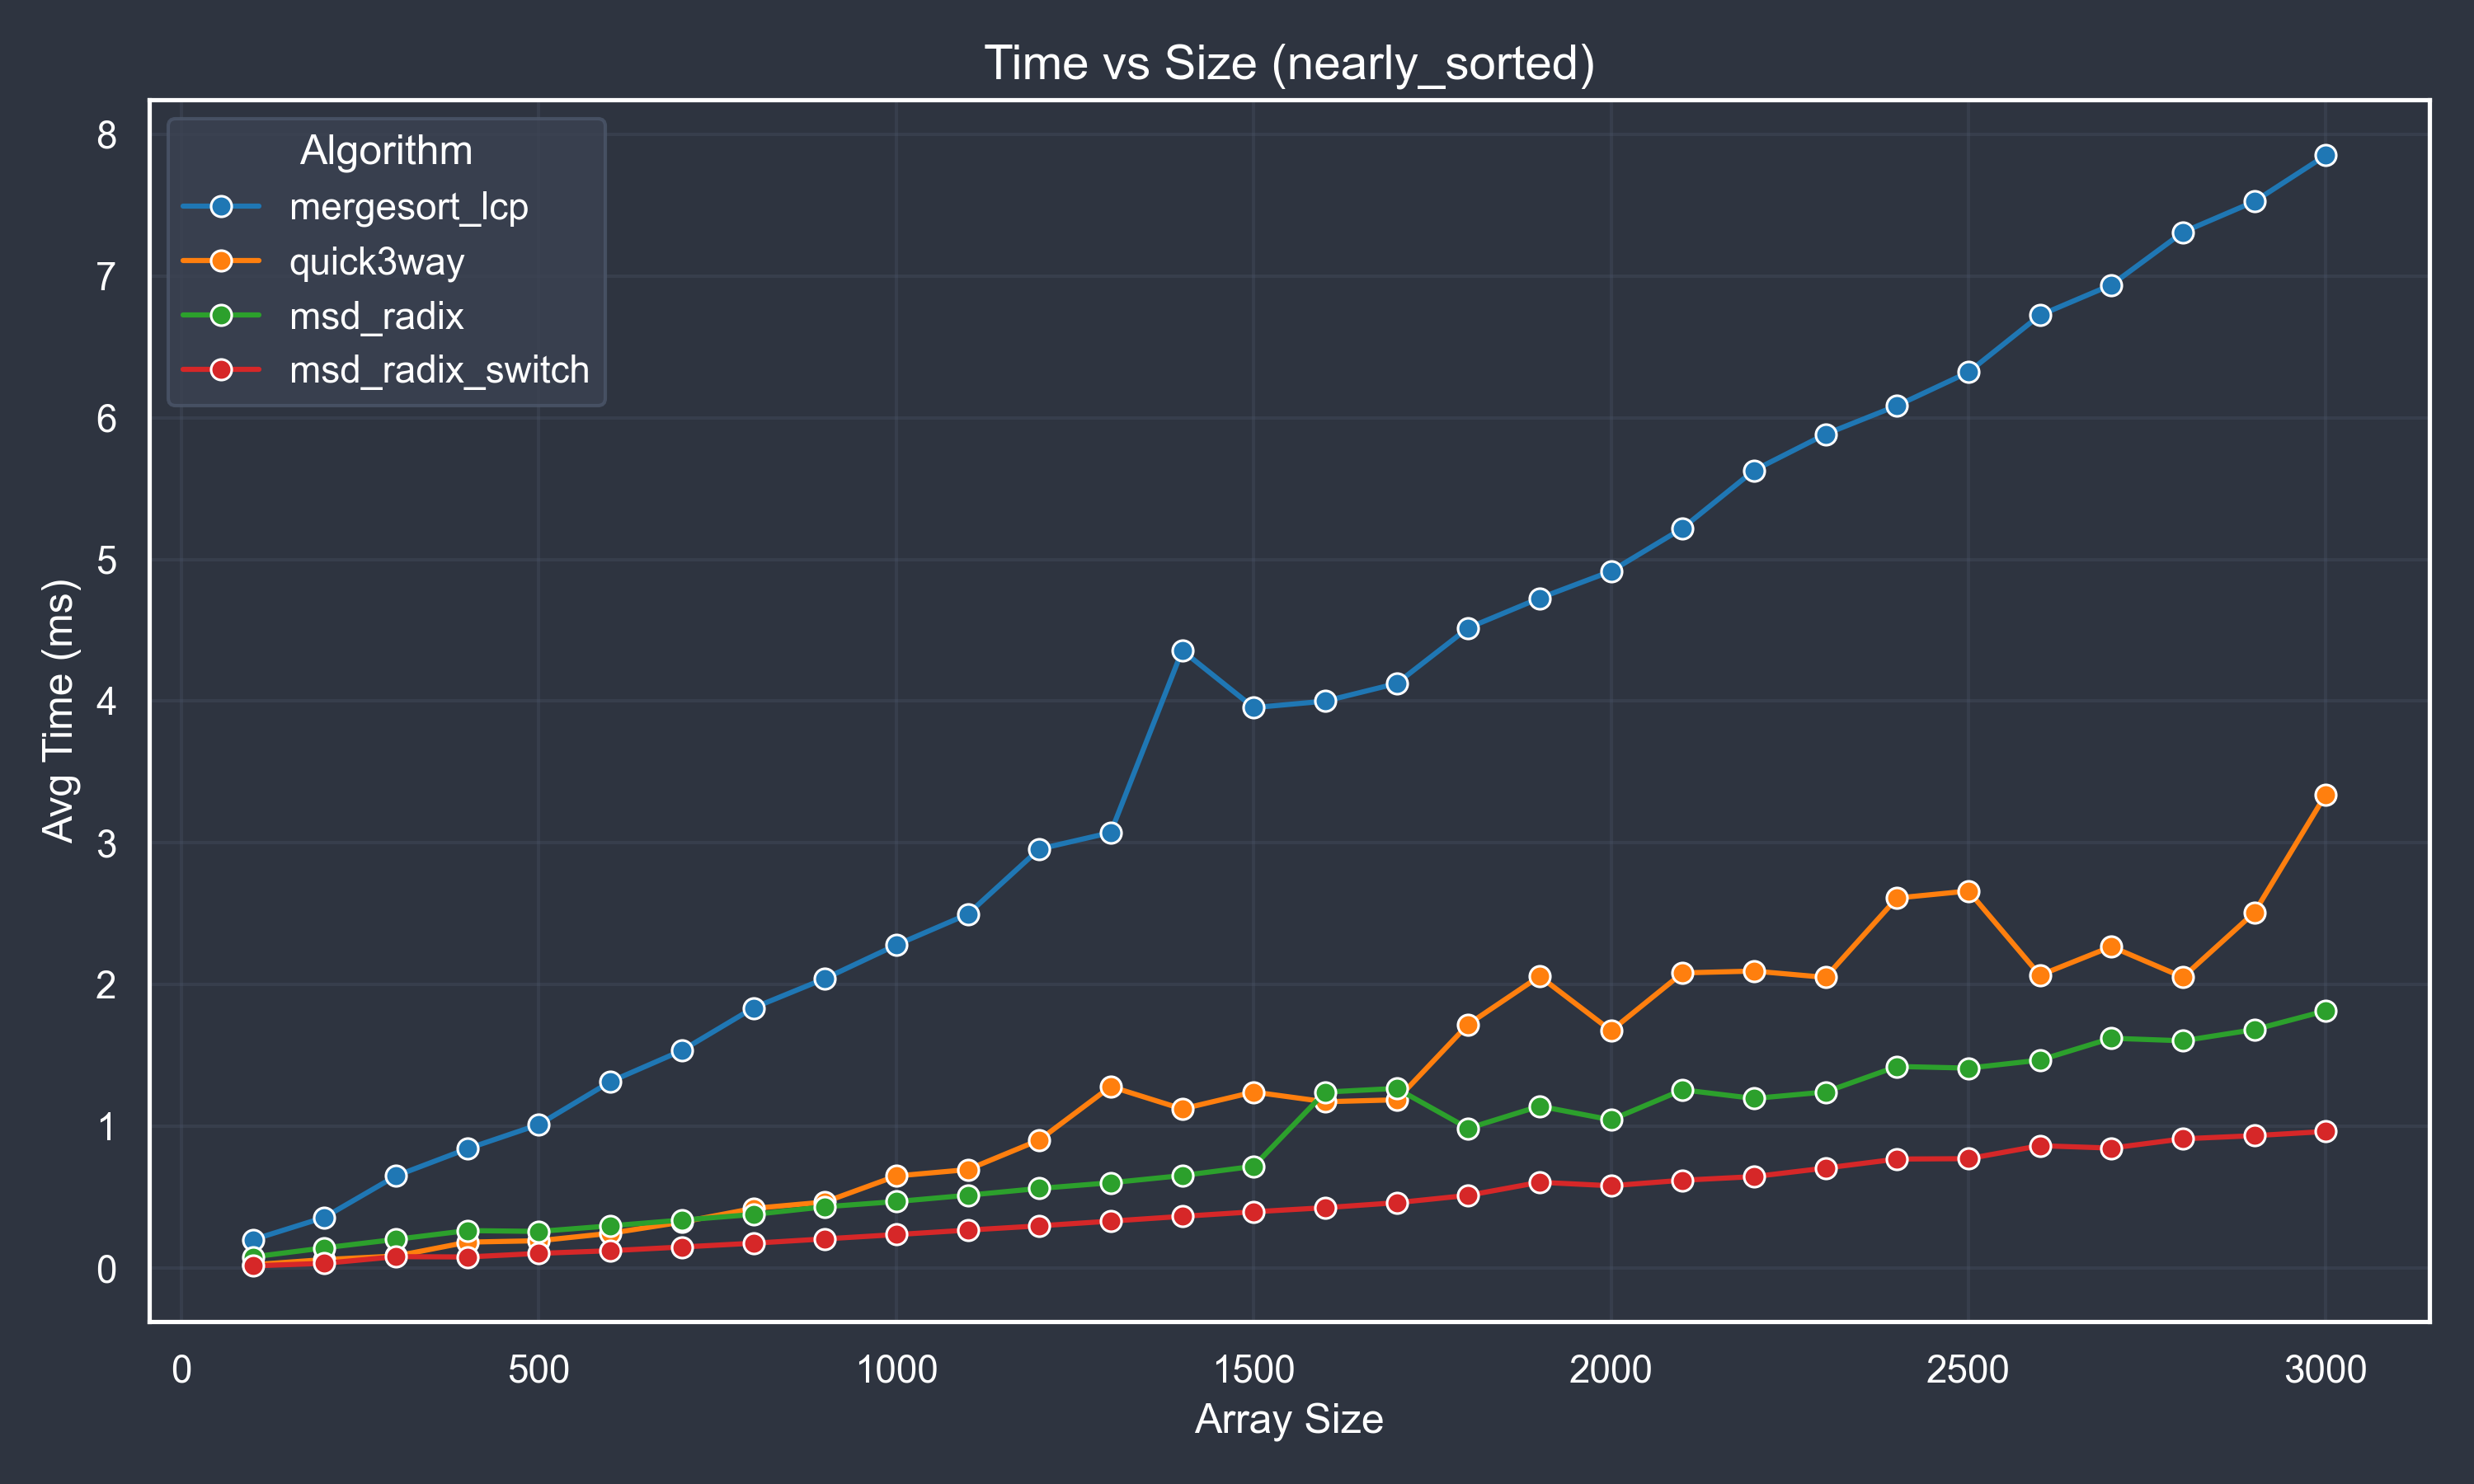 Time vs Size (nearly_sorted)
Algorithm
mergesort_lcp
quick3way
msd_radix
msd_radix_switch
8
7
6
5
4
3
2
1
0
Avg Time (ms)
0 500 1000 1500 2000 2500 3000
Array Size